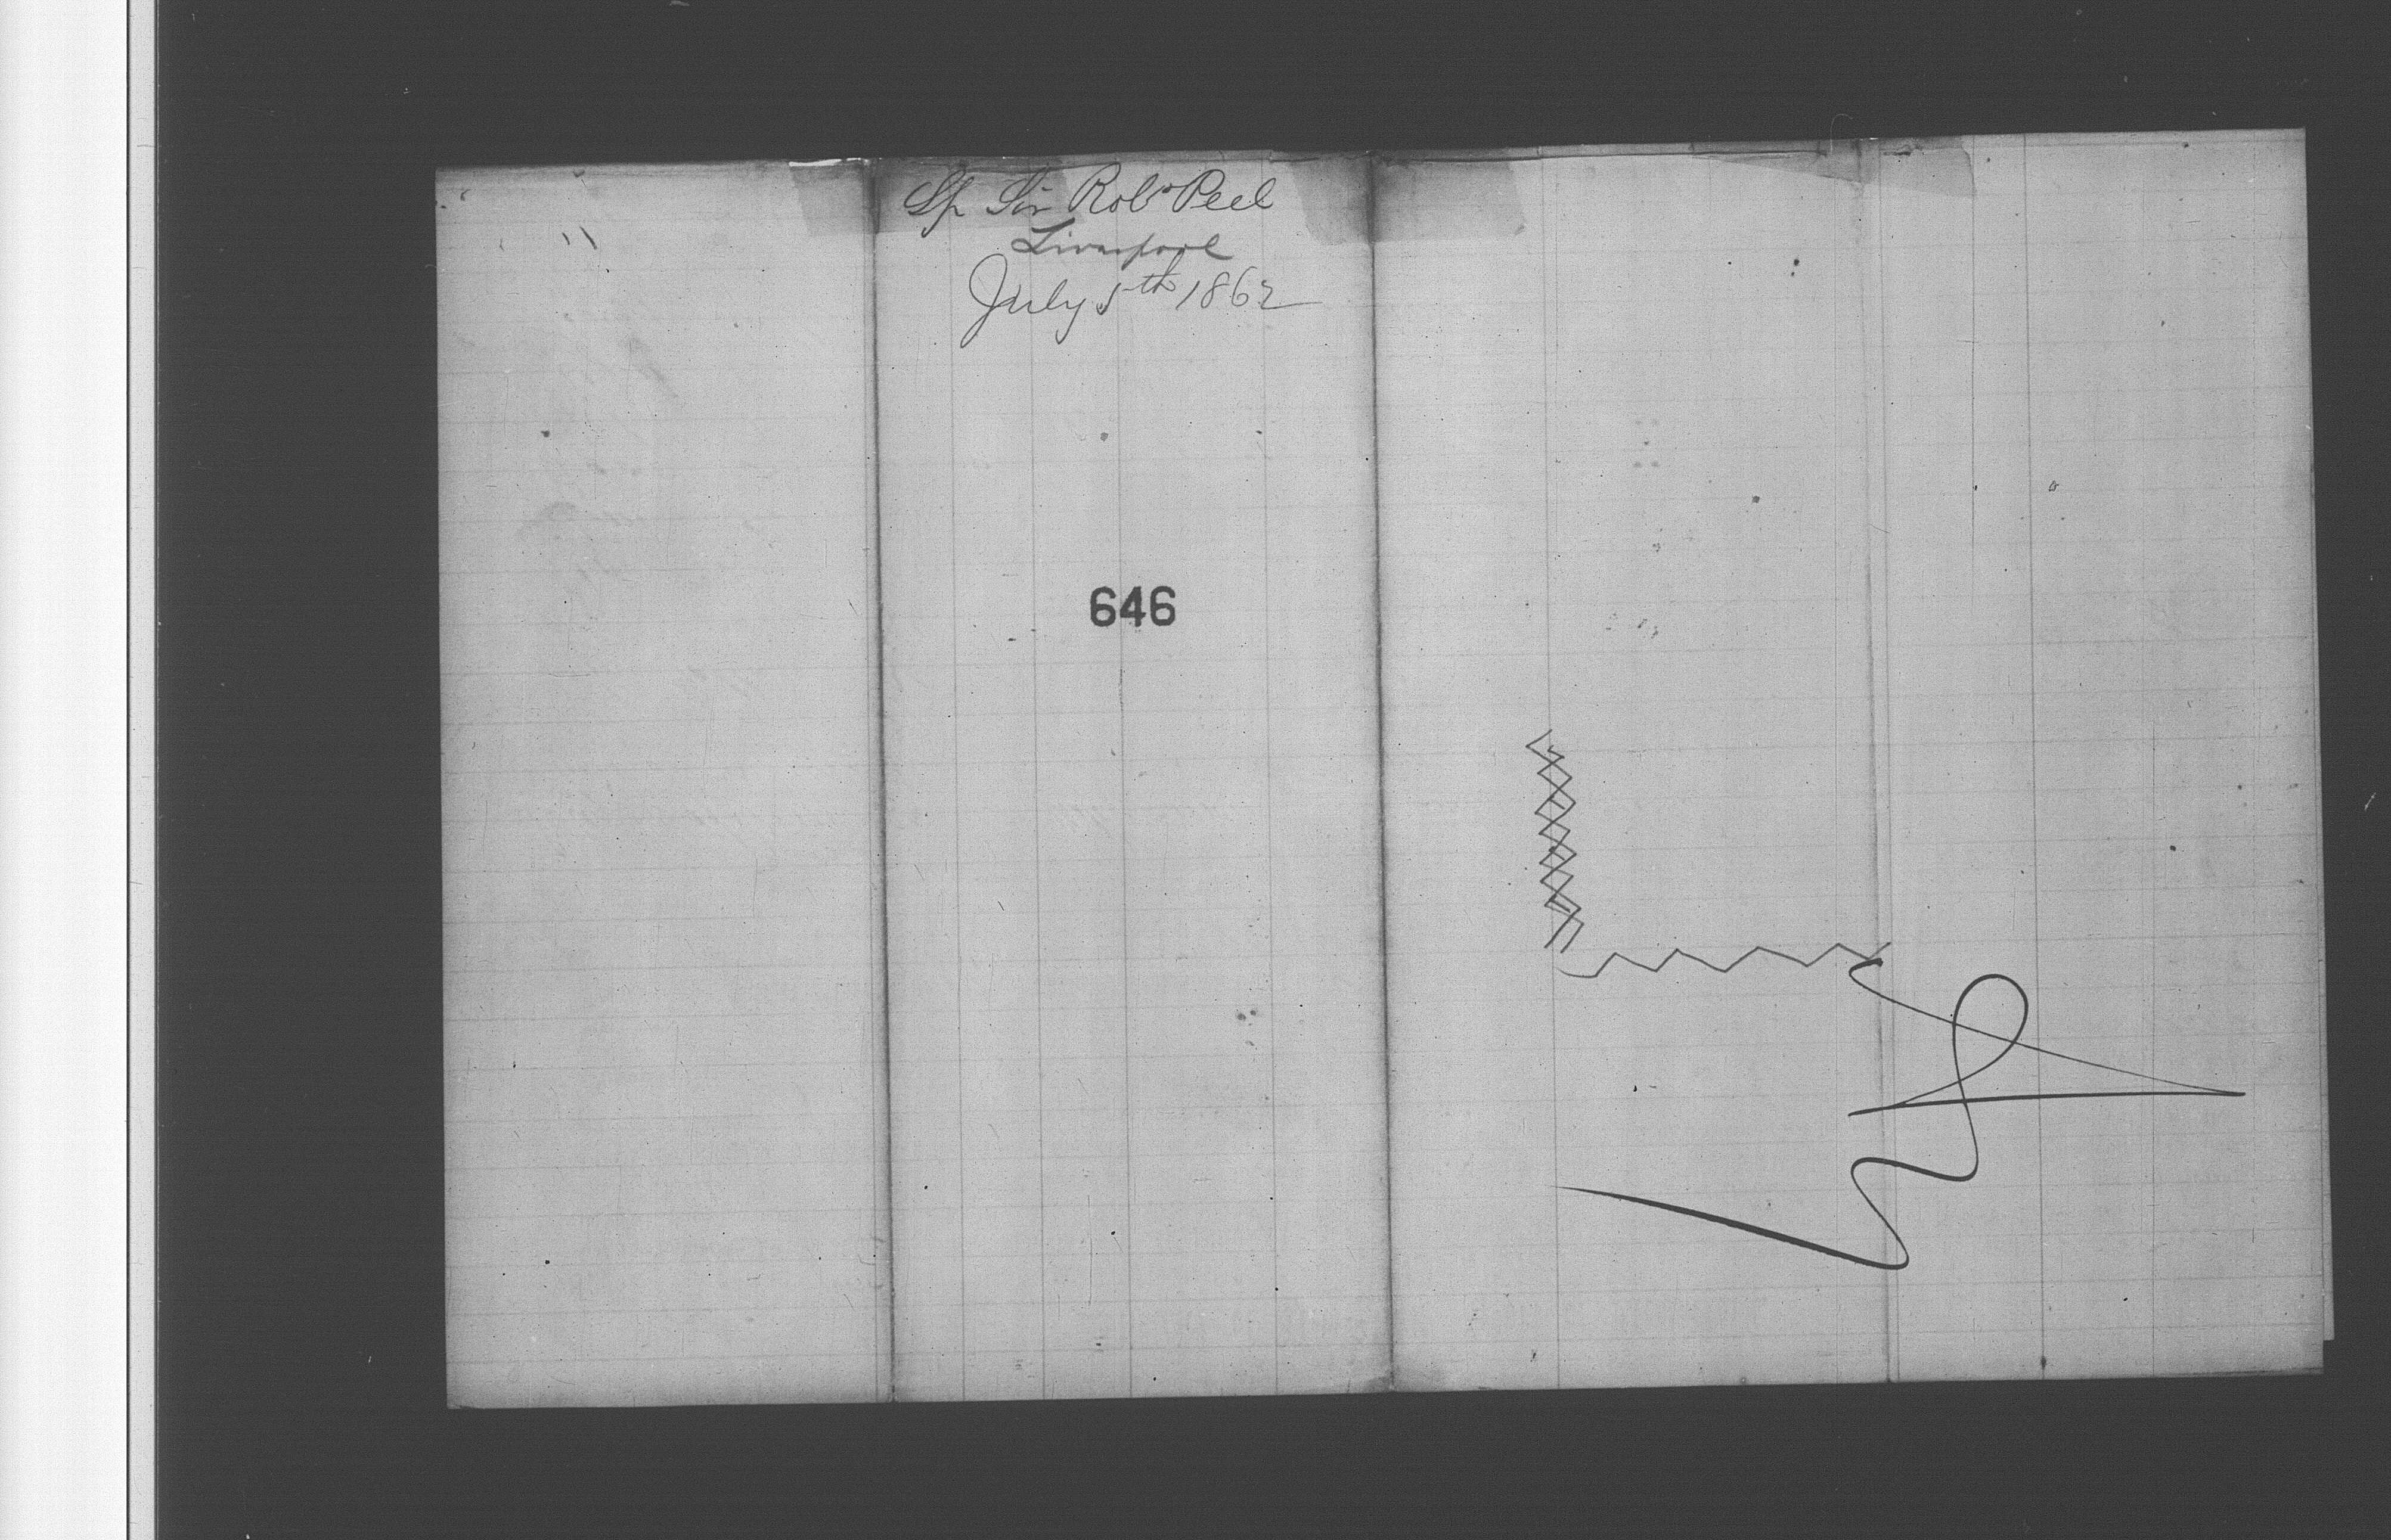 Sp Sir Robt Peel
Liverpool
July 5th 1862
646